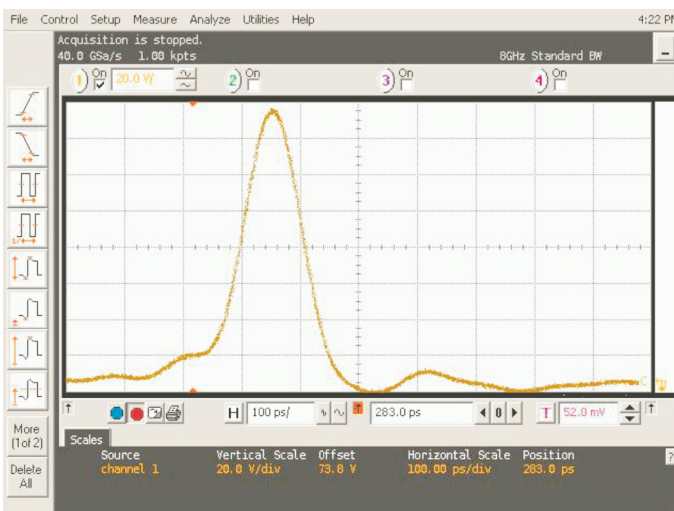 File Control Setup Measure Analyze Utilities Help 4:22 PM
Acquisition is stopped.
40.0 GSa/s 1.00 kpts 8GHz Standard BW
1) On 20.0 V/ 2) On 3) On 4) On
H 100 ps/ 283.0 ps 0 T 52.0 mV
More
(1of 2)
Delete
All
Scales
Source Vertical Scale Offset Horizontal Scale Position
channel 1 20.0 V/div 73.8 V 100.00 ps/div 283.0 ps
?